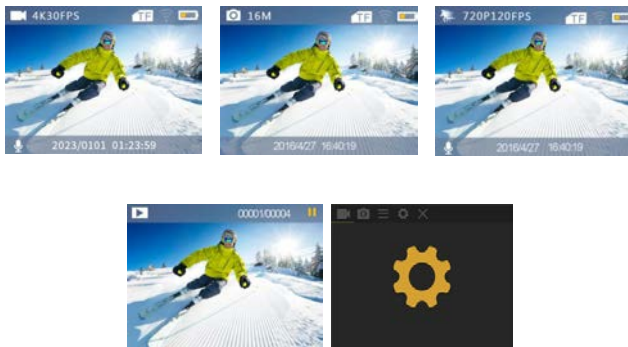 4K30FPS TF
2023/0101 01:23:59
16M TF
2016/4/27 16:40:19
720P120FPS TF
2016/4/27 16:40:19
00001/00004